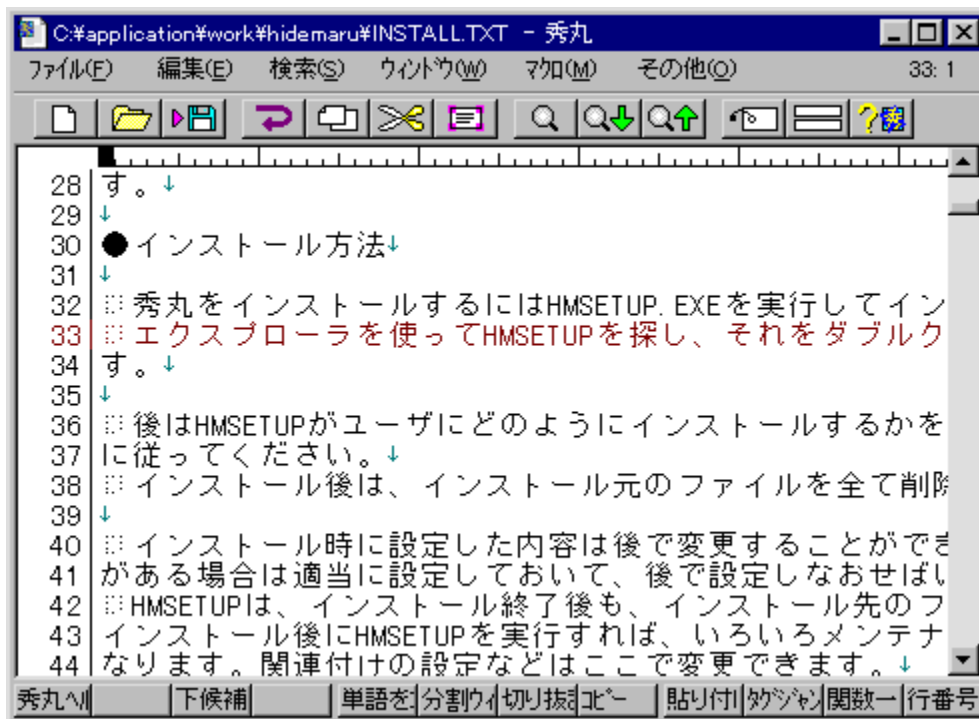 C:¥application¥work¥hidemaru¥INSTALL.TXT - 秀丸
ファイル(F) 編集(E) 検索(S) ウィンドウ(W) マクロ(M) その他(O) 33: 1
28 す。↓
29 ↓
30 ●インストール方法↓
31 ↓
32 秀丸をインストールするにはHMSETUP.EXEを実行してイン
33 エクスプローラを使ってHMSETUPを探し、それをダブルク
34 す。↓
35 ↓
36 後はHMSETUPがユーザにどのようにインストールするかを
37 に従ってください。↓
38 インストール後は、インストール元のファイルを全て削除
39 ↓
40 インストール時に設定した内容は後で変更することができ
41 がある場合は適当に設定しておいて、後で設定しなおせばい
42 HMSETUPは、インストール終了後も、インストール先のフ
43 インストール後にHMSETUPを実行すれば、いろいろメンテナ
44 なります。関連付けの設定などはここで変更できます。↓
秀丸ヘル 下候補 単語を 分割ウィ 切り抜き コピー 貼り付け タグジャン 関数一 行番号